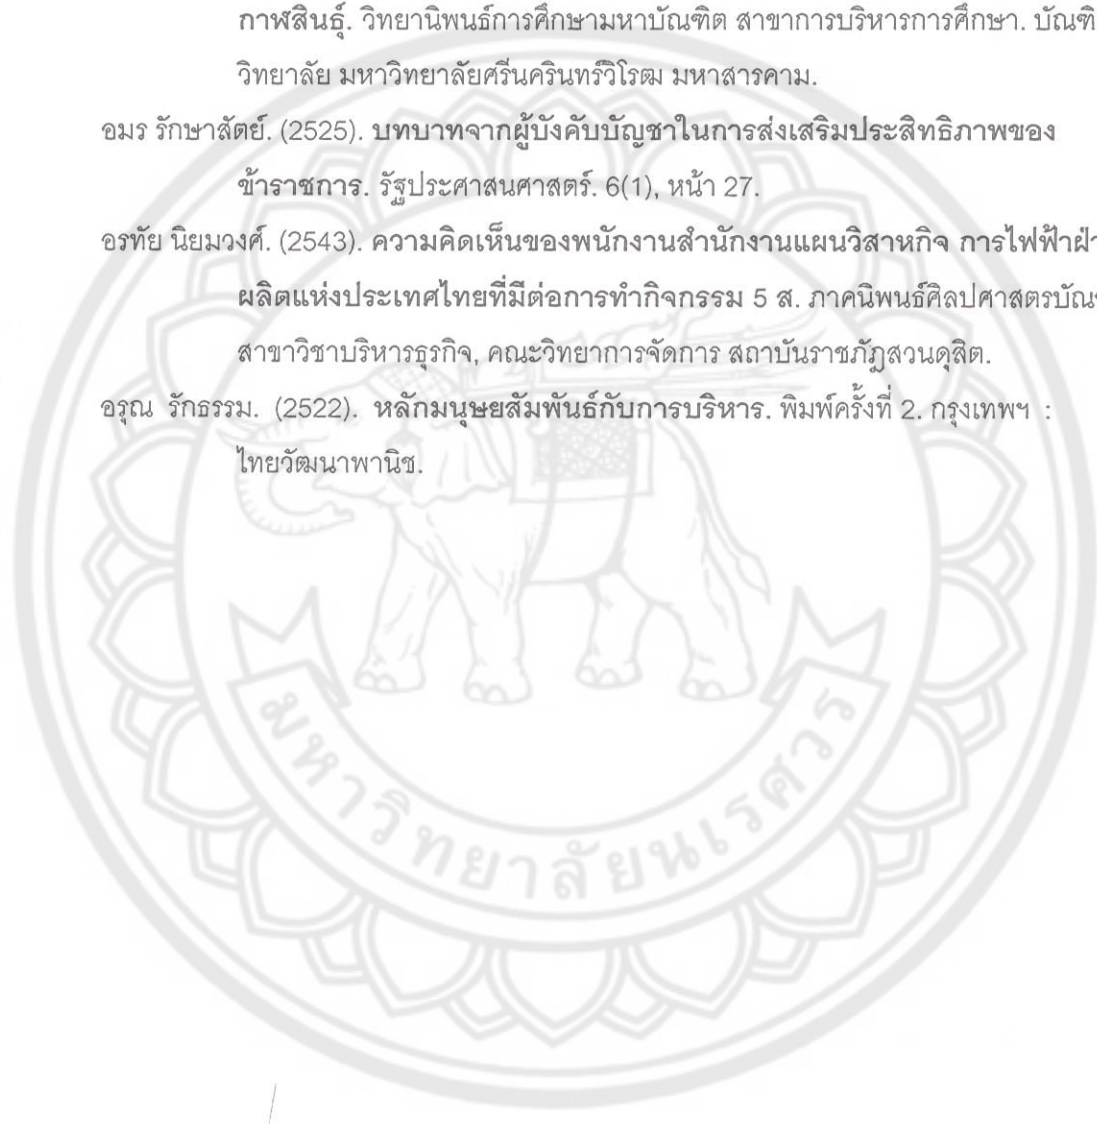 กาฬสินธุ์. วิทยานิพนธ์การศึกษามหาบัณฑิต สาขาการบริหารการศึกษา. บัณฑิ
วิทยาลัย มหาวิทยาลัยศรีนครินทรวิโรฒ มหาสารคาม.
อมร รักษาสัตย์. (2525). บทบาทจากผู้บังคับบัญชาในการส่งเสริมประสิทธิภาพของ
ข้าราชการ. รัฐประศาสนศาสตร์. 6(1), หน้า 27.
อรทัย นิยมวงศ์. (2543). ความคิดเห็นของพนักงานสำนักงานแผนวิสาหกิจ การไฟฟ้าฝ่า
ผลิตแห่งประเทศไทยที่มีต่อการทำกิจกรรม 5 ส. ภาคนิพนธ์ศิลปศาสตรบัณ
สาขาวิชาบริหารธุรกิจ, คณะวิทยาการจัดการ สถาบันราชภัฏสวนดุสิต.
อรุณ รักธรรม. (2522). หลักมนุษยสัมพันธ์กับการบริหาร. พิมพ์ครั้งที่ 2. กรุงเทพฯ :
ไทยวัฒนาพานิช.
มหาวิทยาลัยนเรศวร